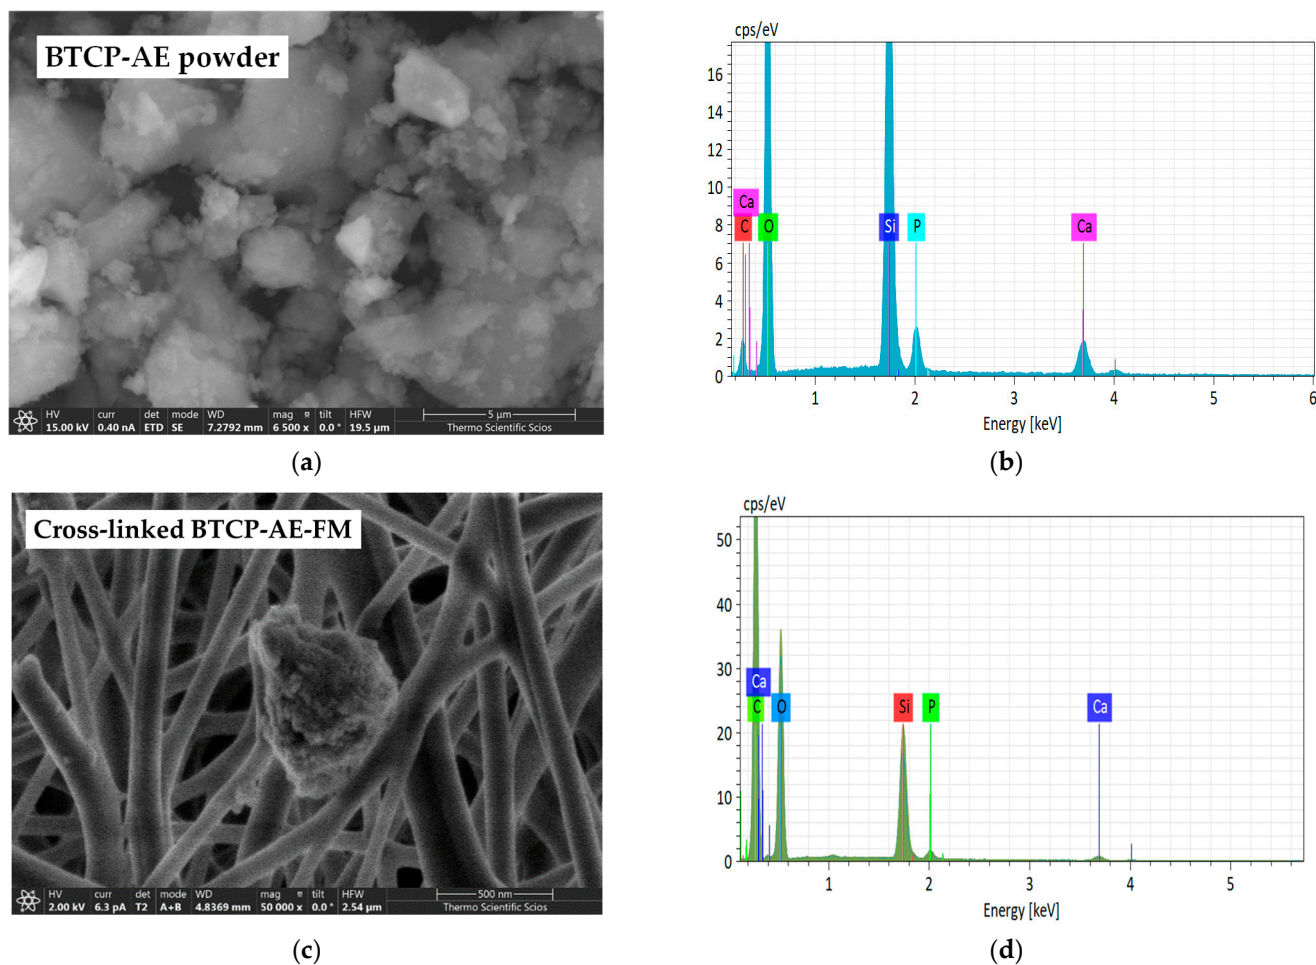 BTCP-AE powder
HV curr det mode WD mag tilt HFW 5 µm
15.00 kV 0.40 nA ETD SE 7.2792 mm 6 500 x 0.0 ° 19.5 µm Thermo Scientific Scios
(a)
cps/eV
16
14
12
10
8
6
4
2
0
Ca
C O Si P Ca
1 2 3 4 5 6
Energy [keV]
(b)
Cross-linked BTCP-AE-FM
HV curr det mode WD mag tilt HFW 500 nm
2.00 kV 6.3 pA T2 A+B 4.8369 mm 50 000 x 0.0 ° 2.54 µm Thermo Scientific Scios
(c)
cps/eV
50
40
30
20
10
0
Ca
C O Si P Ca
1 2 3 4 5
Energy [keV]
(d)